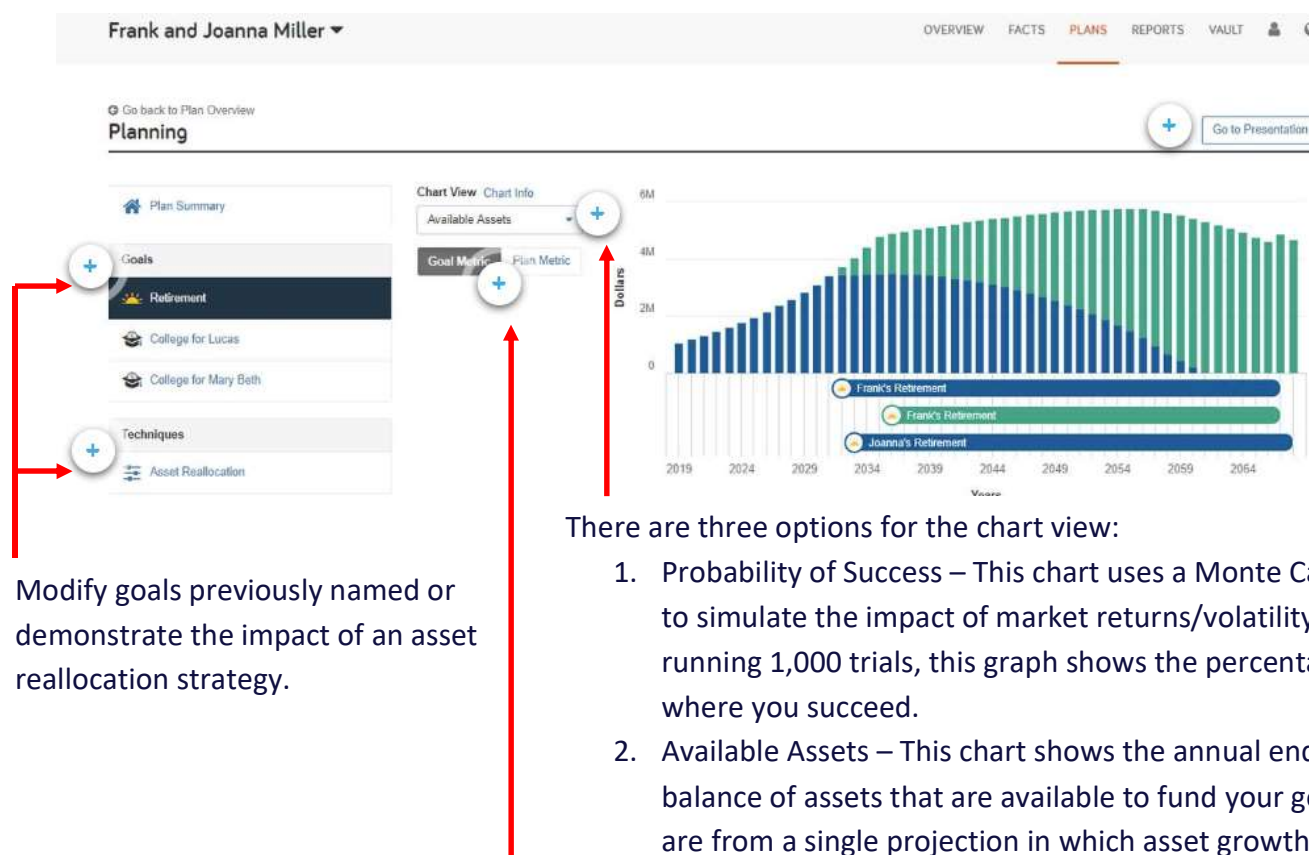 Frank and Joanna Miller
OVERVIEW FACTS PLANS REPORTS VAULT
Go back to Plan Overview
Planning
Go to Presentation
Plan Summary
Goals
Retirement
College for Lucas
College for Mary Beth
Techniques
Asset Reallocation
Chart View Chart Info
Available Assets
Goal Metric Plan Metric
6M
4M
2M
0
Dollars
Frank's Retirement
Frank's Retirement
Joanna's Retirement
2019 2024 2029 2034 2039 2044 2049 2054 2059 2064
Years
Modify goals previously named or
demonstrate the impact of an asset
reallocation strategy.
There are three options for the chart view:
1. Probability of Success – This chart uses a Monte
to simulate the impact of market returns/volatility
running 1,000 trials, this graph shows the
where you succeed.
2. Available Assets – This chart shows the annual
balance of assets that are available to fund your
are from a single projection in which asset growth